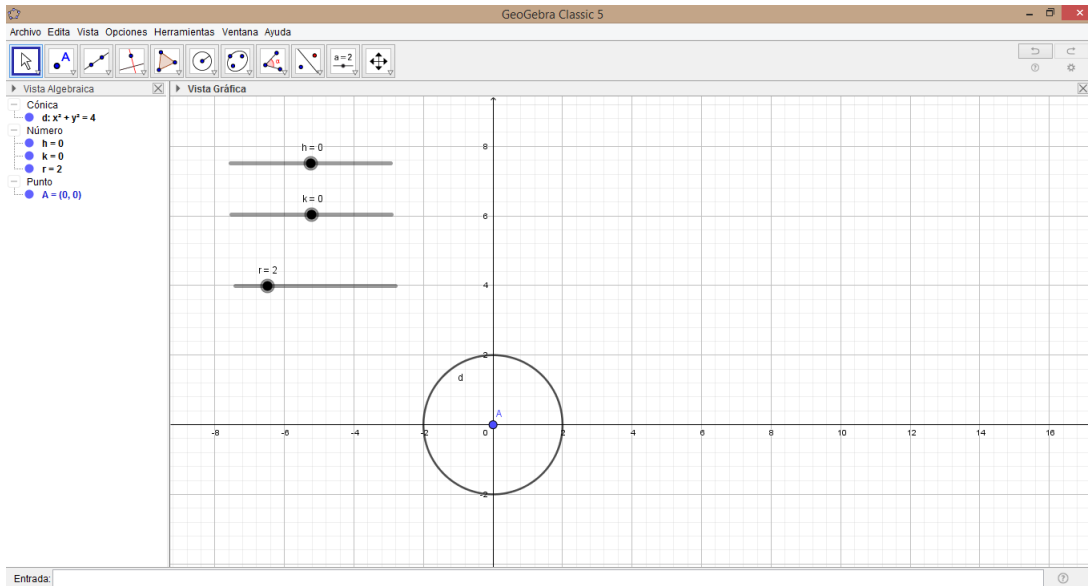 GeoGebra Classic 5
Archivo Edita Vista Opciones Herramientas Ventana Ayuda
A
α
a=2
Vista Algebraica
Vista Gráfica
Cónica
d: x² + y² = 4
Número
h = 0
k = 0
r = 2
Punto
A = (0, 0)
h = 0
k = 0
r = 2
8
6
4
2
d
A
-8 -6 -4 -2 0 2 4 6 8 10 12 14 16
-2
Entrada: